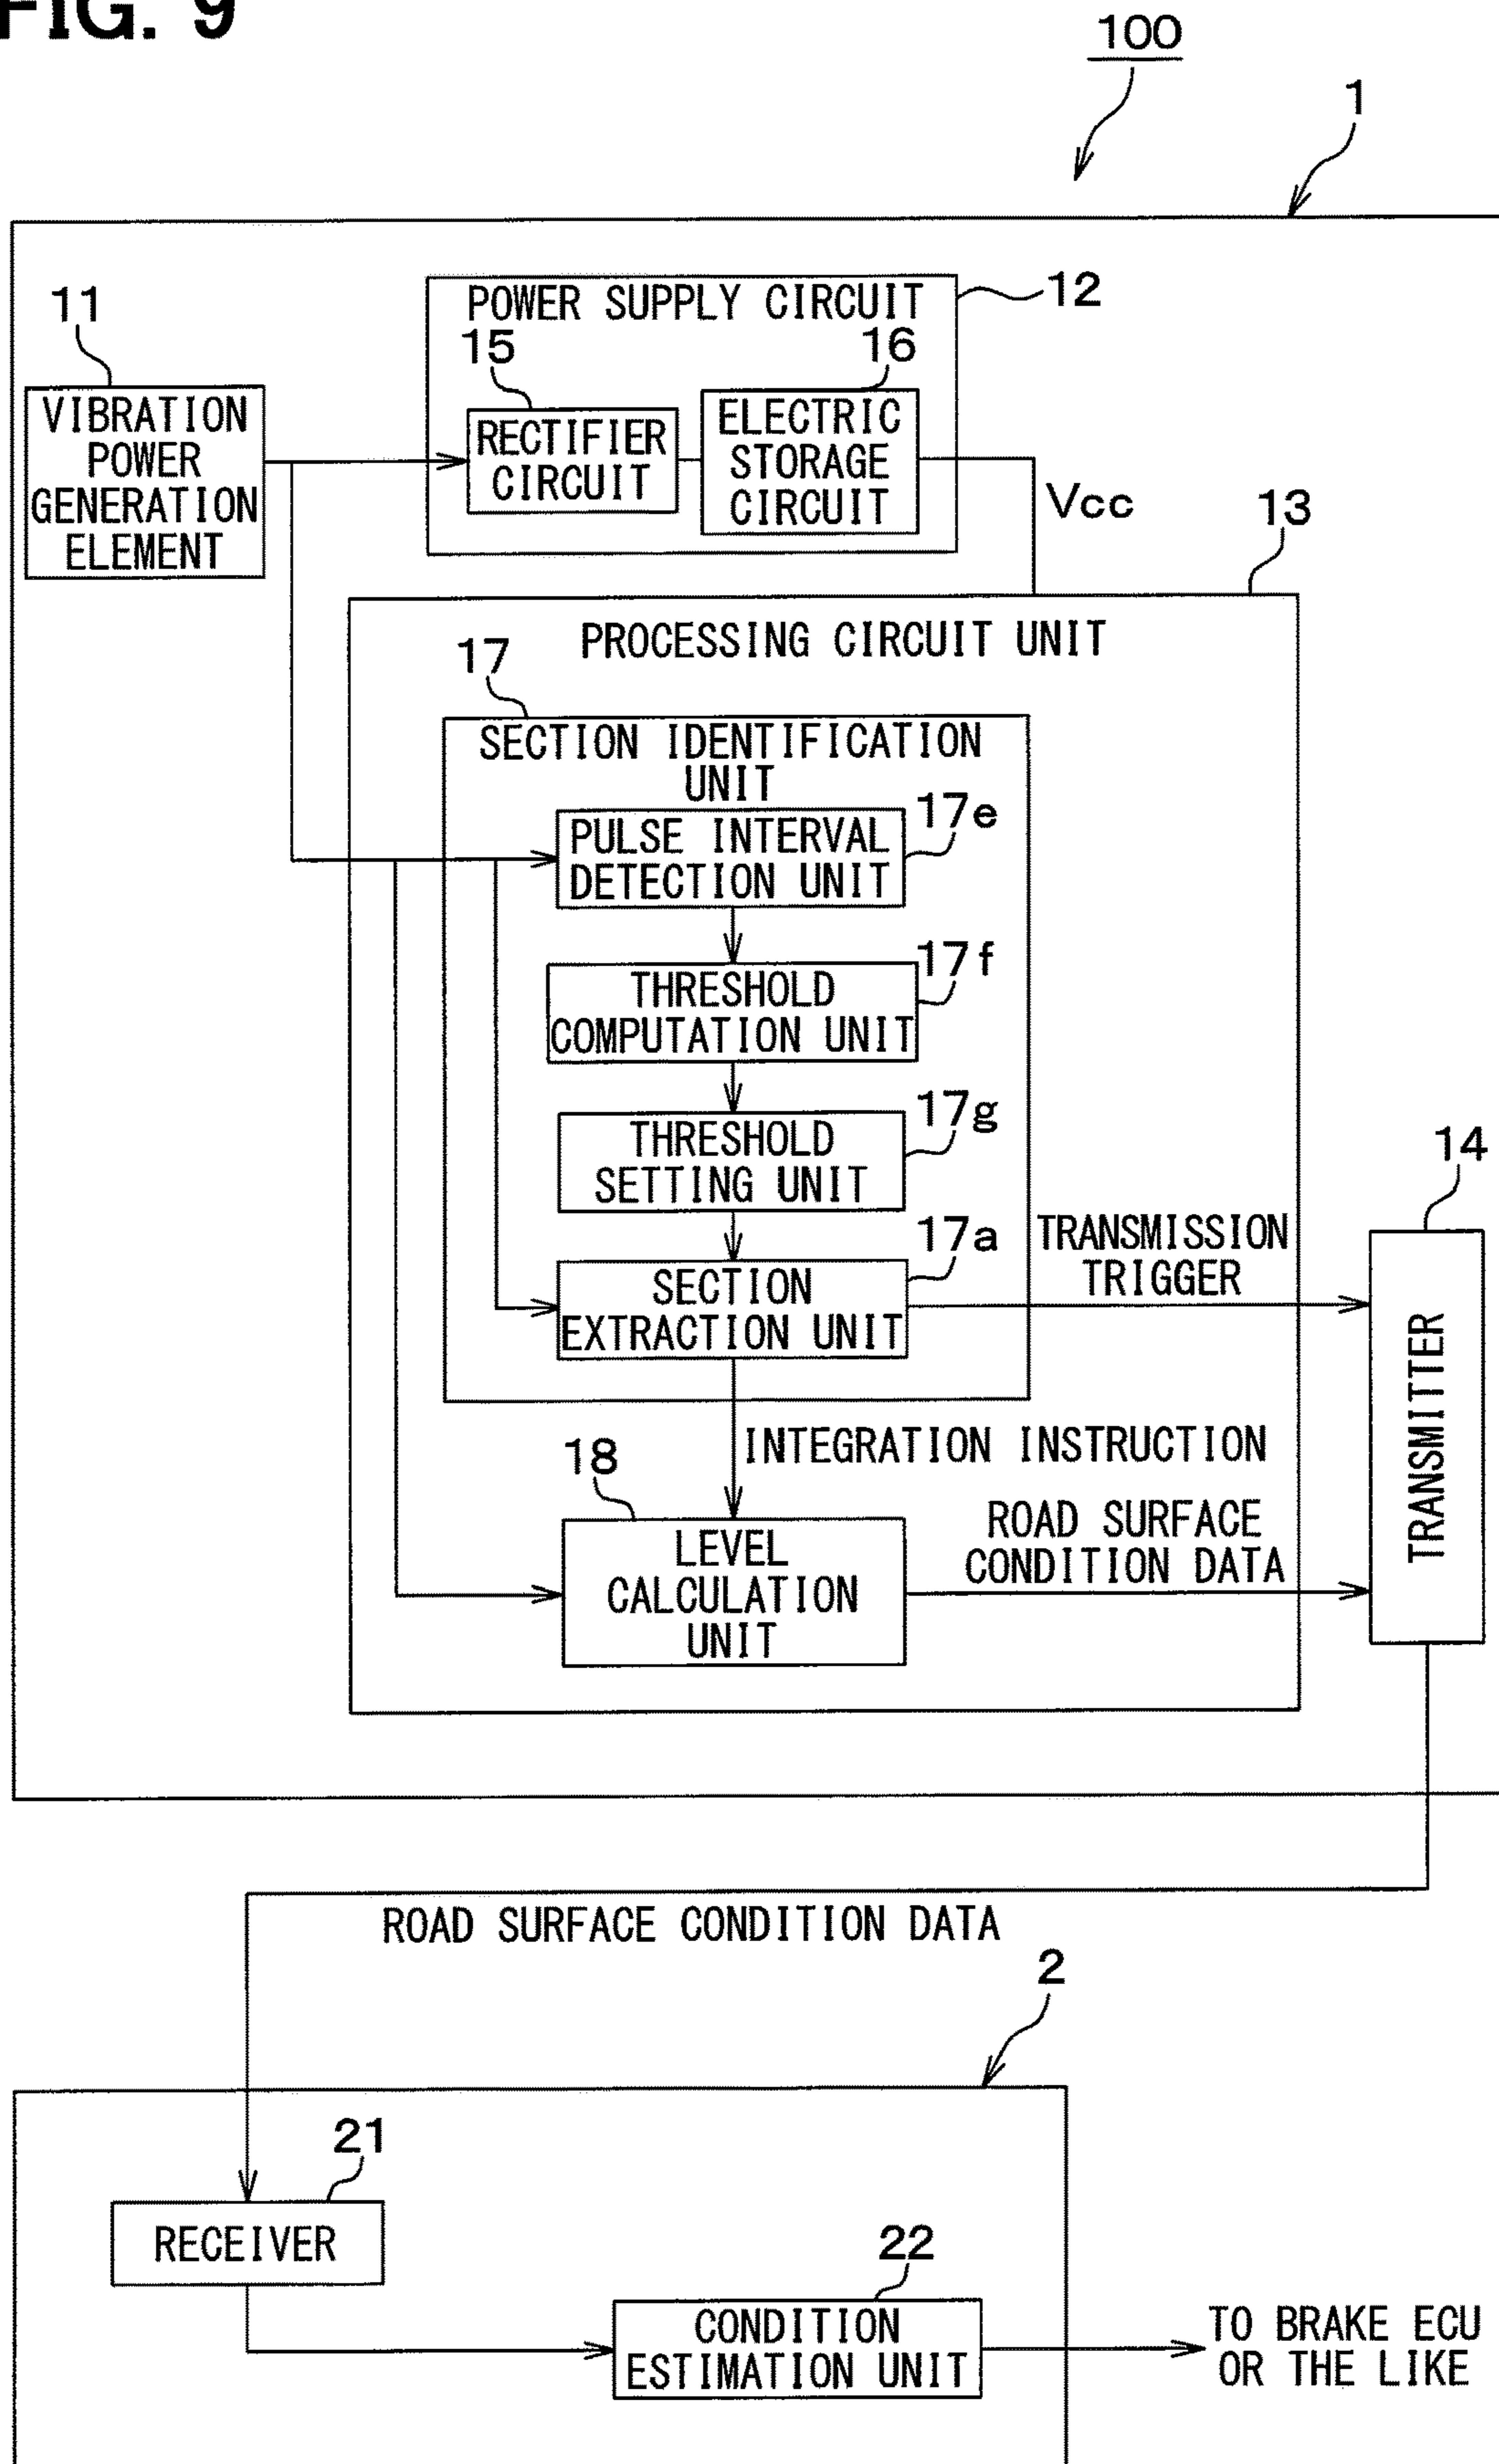 FIG. 9
100
1
POWER SUPPLY CIRCUIT
12
11
15
16
VIBRATION
POWER
GENERATION
ELEMENT
RECTIFIER
CIRCUIT
ELECTRIC
STORAGE
CIRCUIT
Vcc
13
PROCESSING CIRCUIT UNIT
17
SECTION IDENTIFICATION
UNIT
17e
PULSE INTERVAL
DETECTION UNIT
17f
THRESHOLD
COMPUTATION UNIT
17g
THRESHOLD
SETTING UNIT
14
17a
SECTION
EXTRACTION UNIT
TRANSMISSION
TRIGGER
TRANSMITTER
INTEGRATION INSTRUCTION
18
LEVEL
CALCULATION
UNIT
ROAD SURFACE
CONDITION DATA
ROAD SURFACE CONDITION DATA
2
21
RECEIVER
22
CONDITION
ESTIMATION UNIT
TO BRAKE ECU
OR THE LIKE